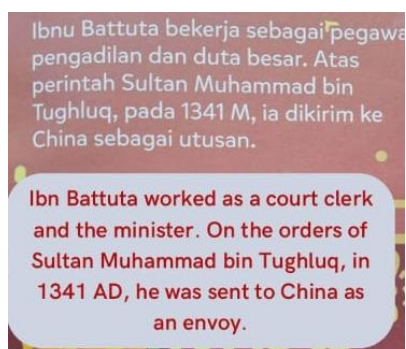 Ibnu Battuta bekerja sebagai pegawa
pengadilan dan duta besar. Atas
perintah Sultan Muhammad bin
Tughluq, pada 1341 M, ia dikirim ke
China sebagai utusan.
Ibn Battuta worked as a court clerk
and the minister. On the orders of
Sultan Muhammad bin Tughluq, in
1341 AD, he was sent to China as
an envoy.